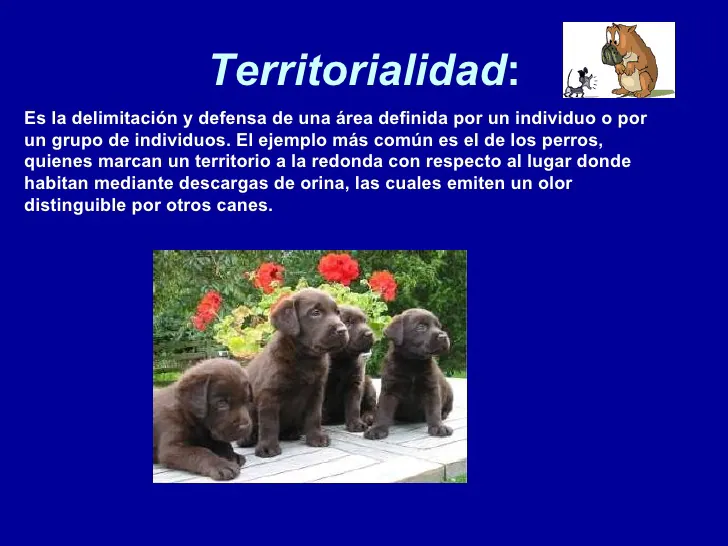 Territorialidad:
Es la delimitación y defensa de una área definida por un individuo o por
un grupo de individuos. El ejemplo más común es el de los perros,
quienes marcan un territorio a la redonda con respecto al lugar donde
habitan mediante descargas de orina, las cuales emiten un olor
distinguible por otros canes.